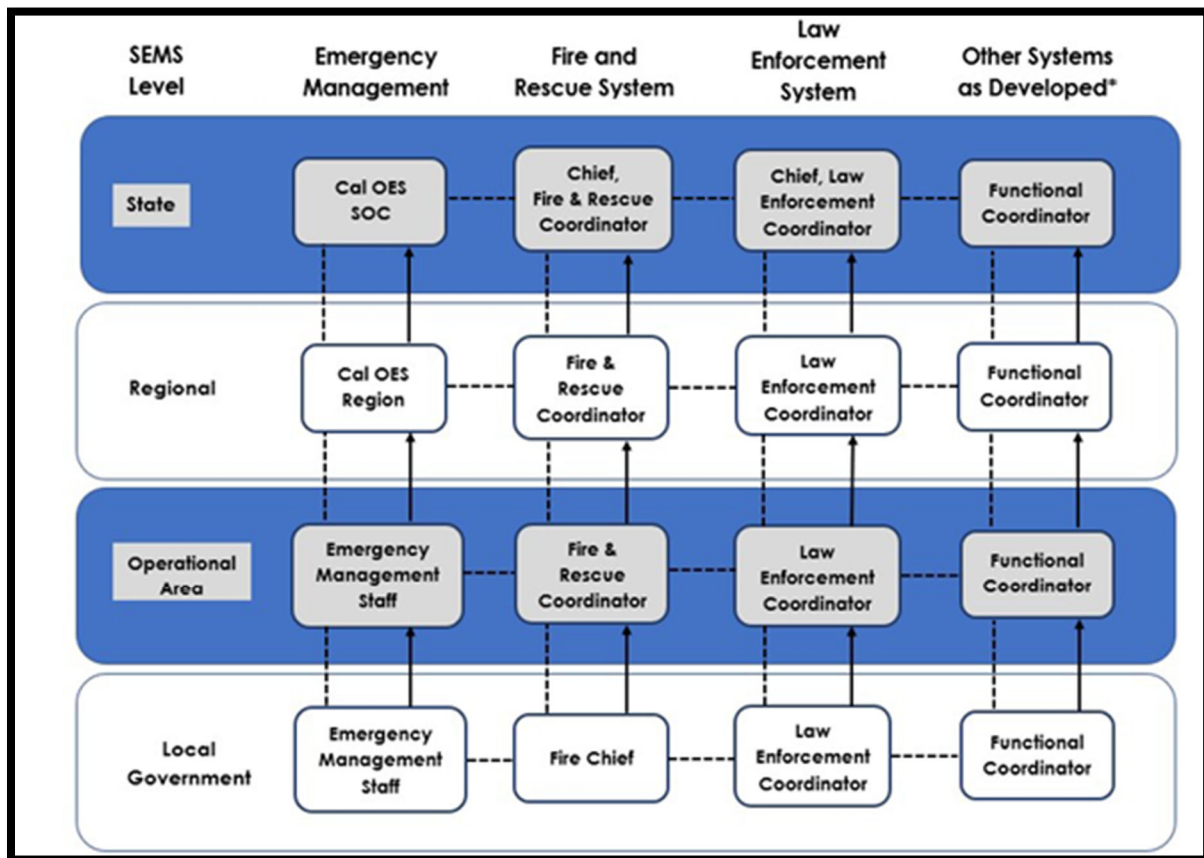 SEMS
Level
Emergency
Management
Fire and
Rescue System
Law
Enforcement
System
Other Systems
as Developed*
State
Cal OES
SOC
Chief,
Fire & Rescue
Coordinator
Chief, Law
Enforcement
Coordinator
Functional
Coordinator
Regional
Cal OES
Region
Fire &
Rescue
Coordinator
Law
Enforcement
Coordinator
Functional
Coordinator
Operational
Area
Emergency
Management
Staff
Fire &
Rescue
Coordinator
Law
Enforcement
Coordinator
Functional
Coordinator
Local
Government
Emergency
Management
Staff
Fire Chief
Law
Enforcement
Coordinator
Functional
Coordinator